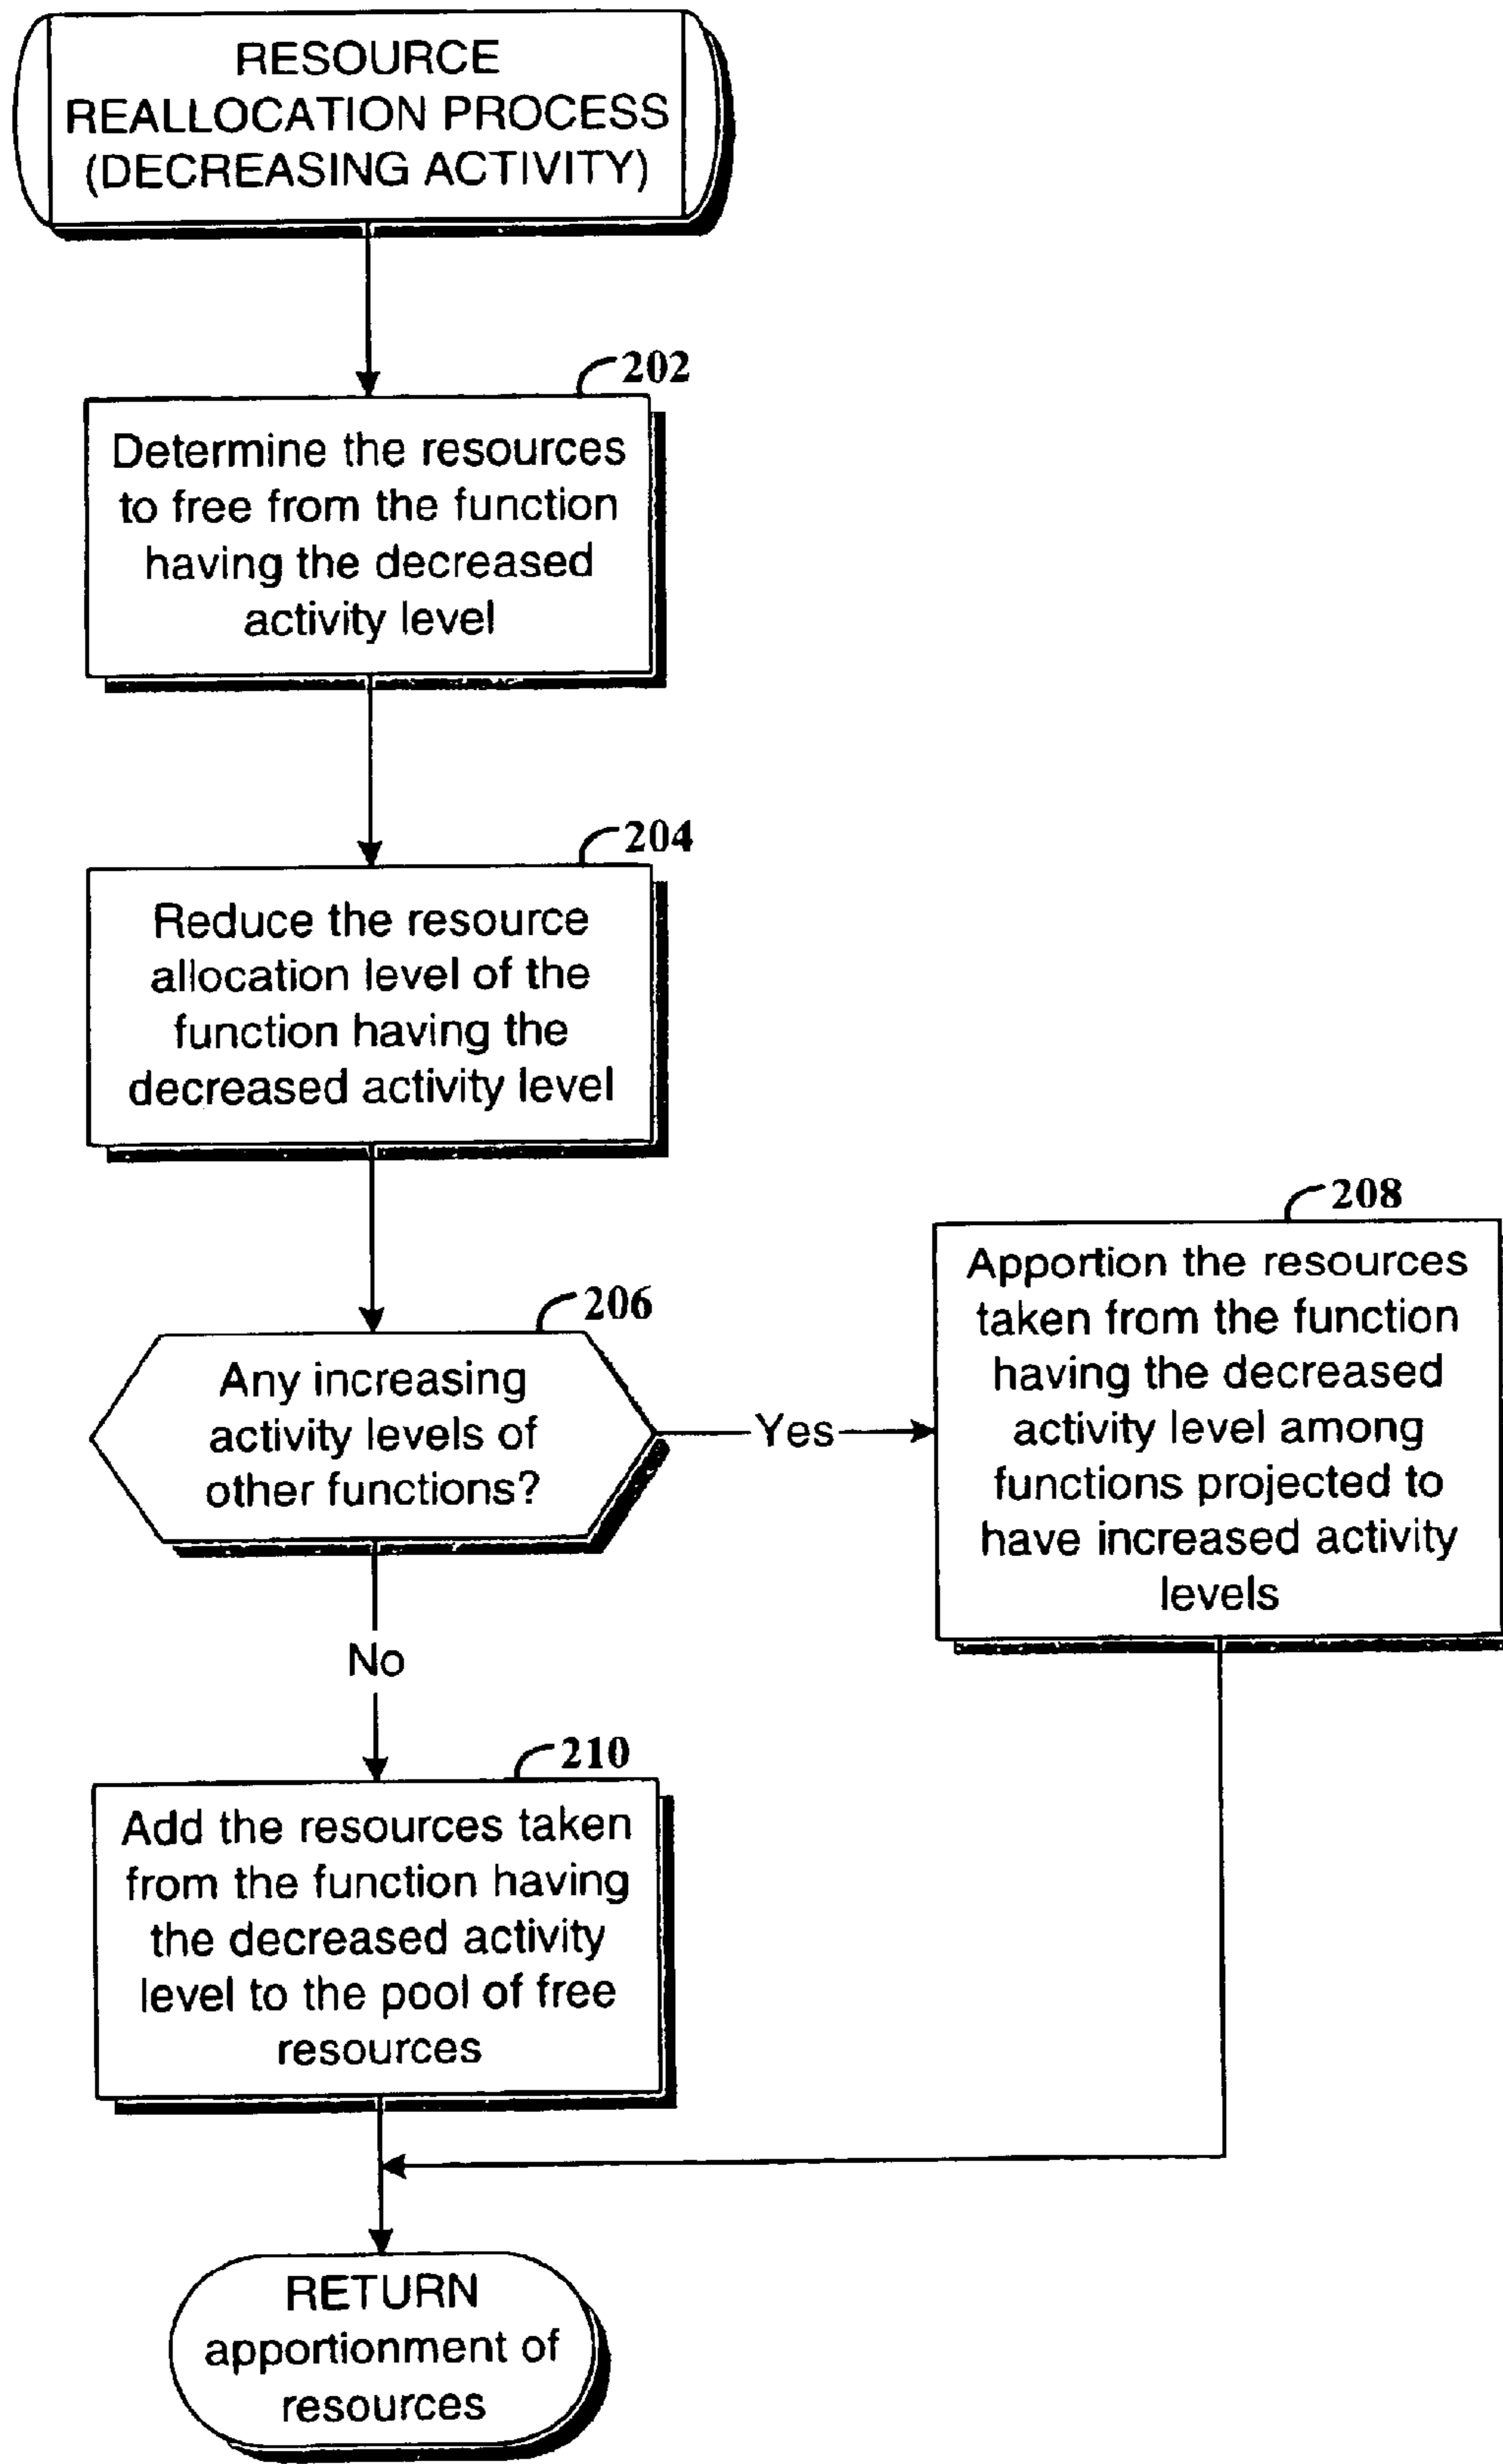 RESOURCE
REALLOCATION PROCESS
(DECREASING ACTIVITY)
202
Determine the resources
to free from the function
having the decreased
activity level
204
Reduce the resource
allocation level of the
function having the
decreased activity level
206
Any increasing
activity levels of
other functions?
Yes
208
Apportion the resources
taken from the function
having the decreased
activity level among
functions projected to
have increased activity
levels
No
210
Add the resources taken
from the function having
the decreased activity
level to the pool of free
resources
RETURN
apportionment of
resources